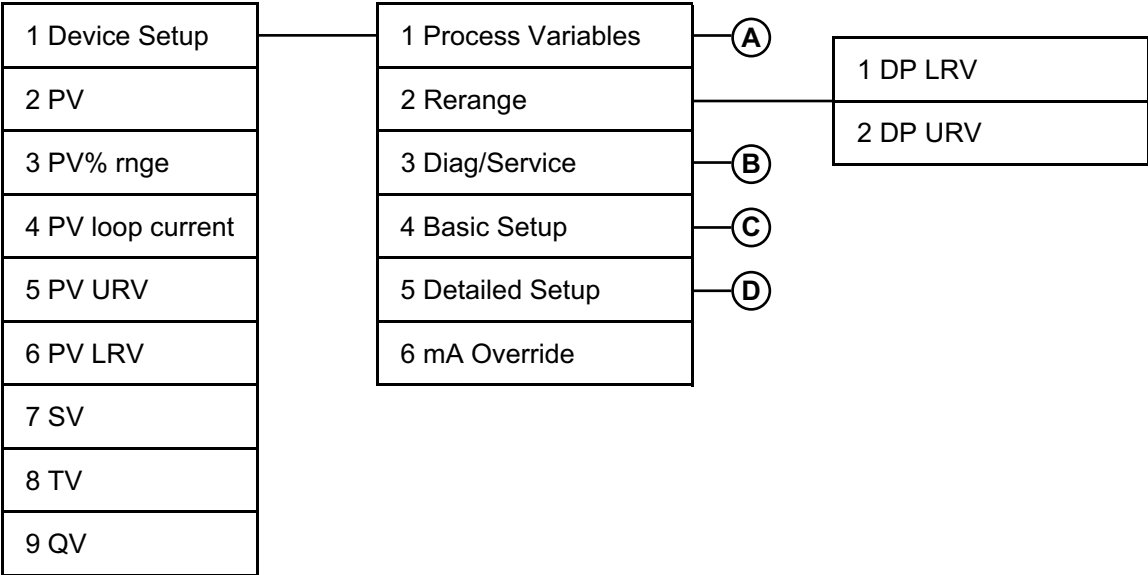 1 Device Setup
2 PV
3 PV% rnge
4 PV loop current
5 PV URV
6 PV LRV
7 SV
8 TV
9 QV
1 Process Variables
2 Rerange
3 Diag/Service
4 Basic Setup
5 Detailed Setup
6 mA Override
A
B
C
D
1 DP LRV
2 DP URV